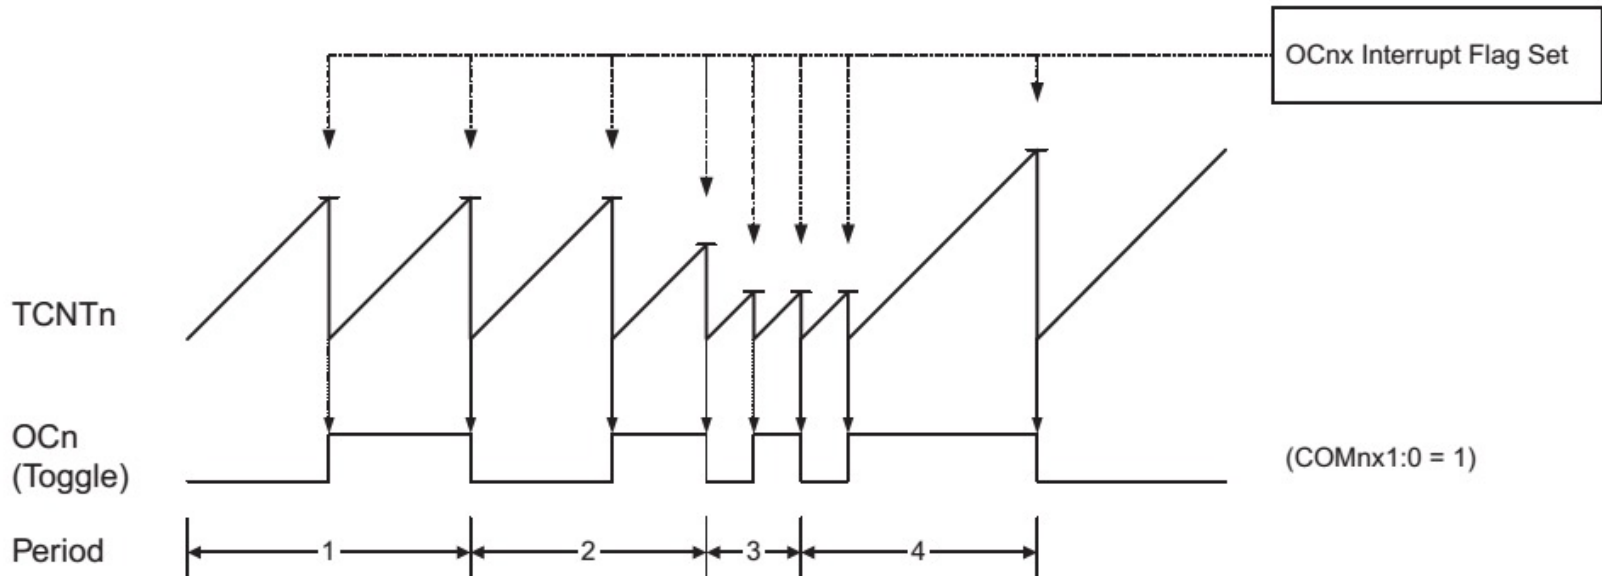 OCnx Interrupt Flag Set
TCNTn
OCn
(Toggle)
(COMnx1:0 = 1)
Period
1
2
3
4